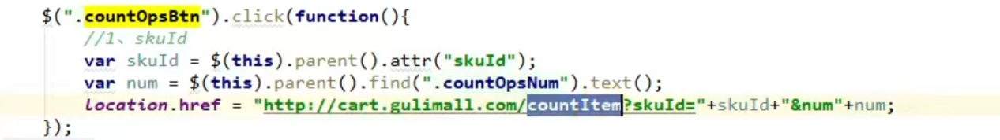 $(".countOpsBtn").click(function(){
//1、skuId
var skuId = $(this).parent().attr("skuId");
var num = $(this).parent().find(".countOpsNum").text();
location.href = "http://cart.gulimall.com/countItem?skuId="+skuId+"&num"+num;
});